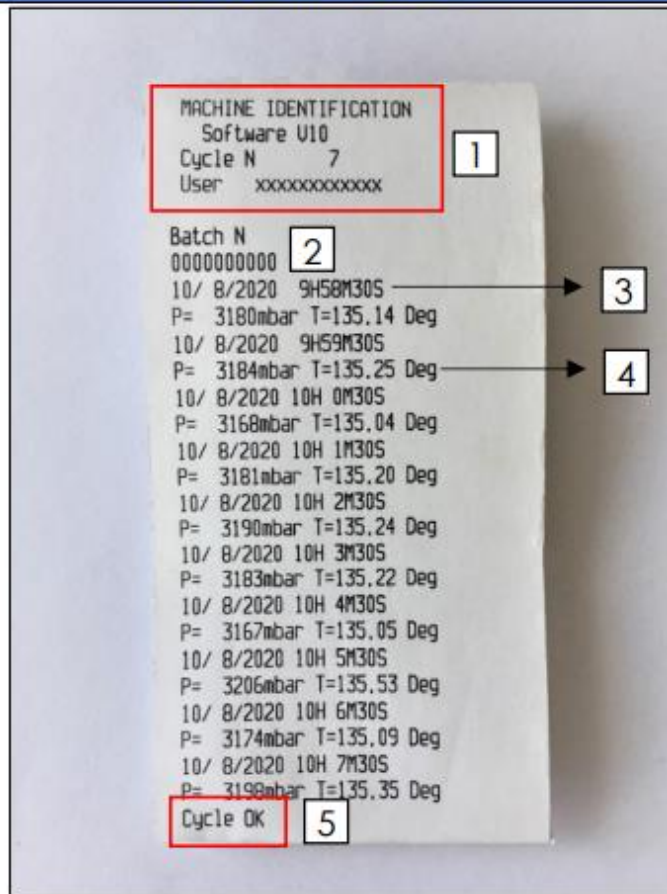 MACHINE IDENTIFICATION
Software V10
Cycle N 7
User xxxxxxxxxxxx
1
Batch N
0000000000
2
10/ 8/2020 9H58M30S
3
P= 3180mbar T=135.14 Deg
10/ 8/2020 9H59M30S
P= 3184mbar T=135.25 Deg
4
10/ 8/2020 10H 0M30S
P= 3168mbar T=135.04 Deg
10/ 8/2020 10H 1M30S
P= 3181mbar T=135.20 Deg
10/ 8/2020 10H 2M30S
P= 3190mbar T=135.24 Deg
10/ 8/2020 10H 3M30S
P= 3183mbar T=135.22 Deg
10/ 8/2020 10H 4M30S
P= 3167mbar T=135.05 Deg
10/ 8/2020 10H 5M30S
P= 3206mbar T=135.53 Deg
10/ 8/2020 10H 6M30S
P= 3174mbar T=135.09 Deg
10/ 8/2020 10H 7M30S
P= 3198mbar T=135.35 Deg
Cycle OK
5